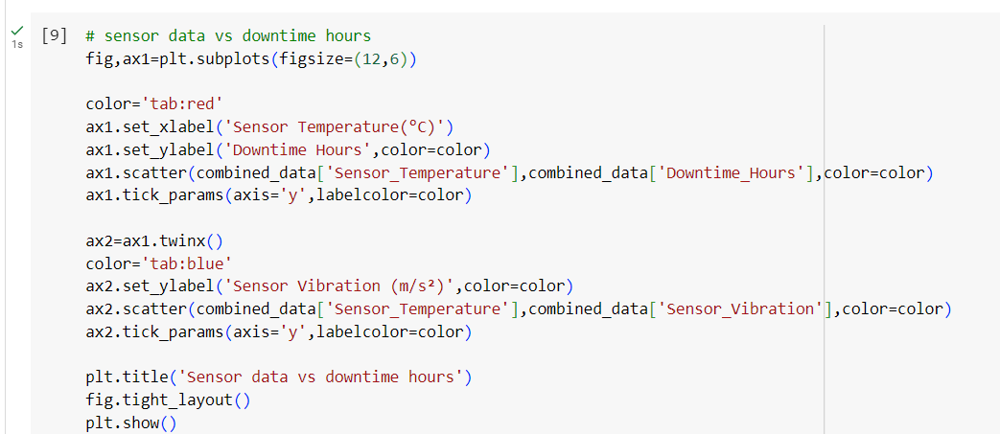 [9] # sensor data vs downtime hours
1s
fig,ax1=plt.subplots(figsize=(12,6))
color='tab:red'
ax1.set_xlabel('Sensor Temperature(°C)')
ax1.set_ylabel('Downtime Hours',color=color)
ax1.scatter(combined_data['Sensor_Temperature'],combined_data['Downtime_Hours'],color=color)
ax1.tick_params(axis='y',labelcolor=color)
ax2=ax1.twinx()
color='tab:blue'
ax2.set_ylabel('Sensor Vibration (m/s²)',color=color)
ax2.scatter(combined_data['Sensor_Temperature'],combined_data['Sensor_Vibration'],color=color)
ax2.tick_params(axis='y',labelcolor=color)
plt.title('Sensor data vs downtime hours')
fig.tight_layout()
plt.show()